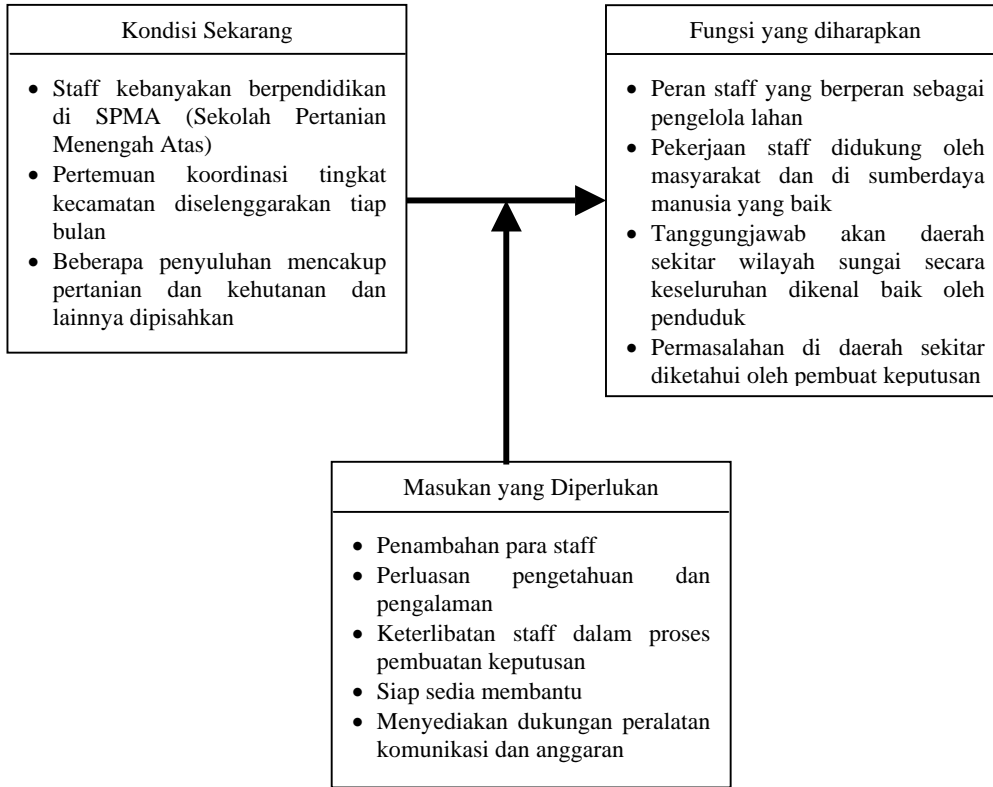 Kondisi Sekarang
• Staff kebanyakan berpendidikan
di SPMA (Sekolah Pertanian
Menengah Atas)
• Pertemuan koordinasi tingkat
kecamatan diselenggarakan tiap
bulan
• Beberapa penyuluhan mencakup
pertanian dan kehutanan dan
lainnya dipisahkan
Fungsi yang diharapkan
• Peran staff yang berperan sebagai
pengelola lahan
• Pekerjaan staff didukung oleh
masyarakat dan di sumberdaya
manusia yang baik
• Tanggungjawab akan daerah
sekitar wilayah sungai secara
keseluruhan dikenal baik oleh
penduduk
• Permasalahan di daerah sekitar
diketahui oleh pembuat keputusan
Masukan yang Diperlukan
• Penambahan para staff
• Perluasan pengetahuan dan
pengalaman
• Keterlibatan staff dalam proses
pembuatan keputusan
• Siap sedia membantu
• Menyediakan dukungan peralatan
komunikasi dan anggaran